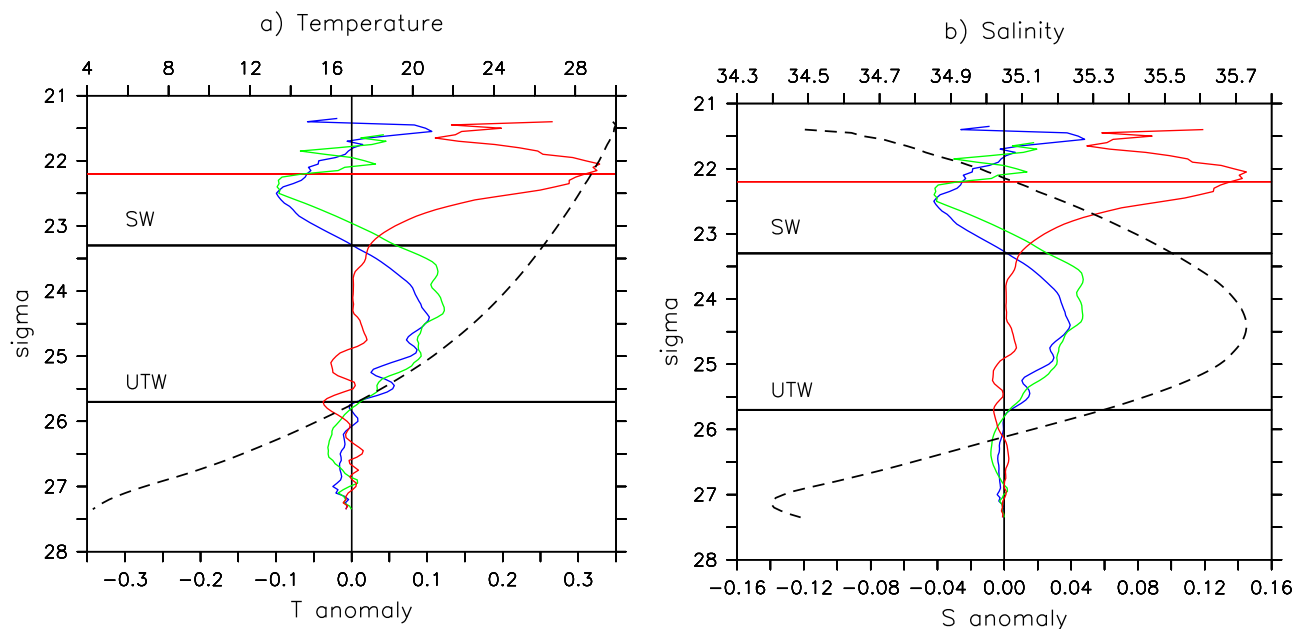 a) Temperature
4 8 12 16 20 24 28
21
22
23
24
25
26
27
28
sigma
SW
UTW
−0.3 −0.2 −0.1 0.0 0.1 0.2 0.3
T anomaly
b) Salinity
34.3 34.5 34.7 34.9 35.1 35.3 35.5 35.7
21
22
23
24
25
26
27
28
sigma
SW
UTW
−0.16 −0.12 −0.08 −0.04 0.00 0.04 0.08 0.12 0.16
S anomaly